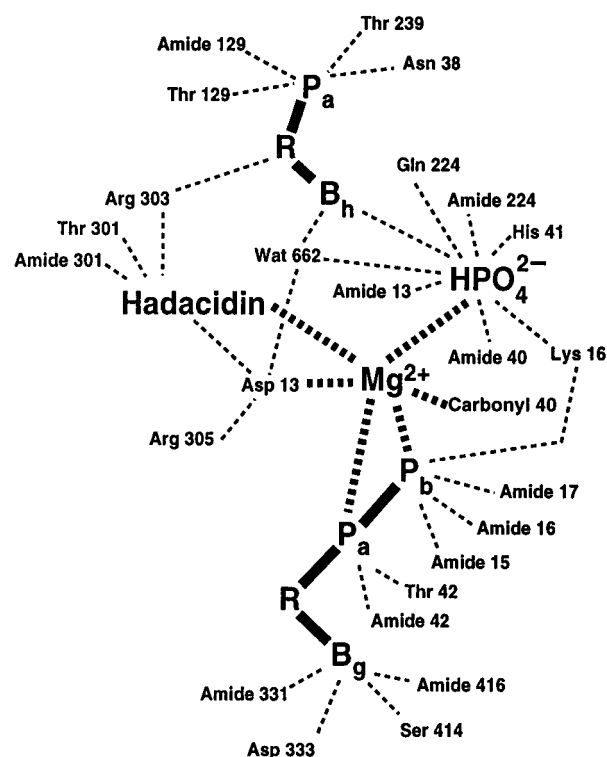 Thr 239
Amide 129
Asn 38
Pa
Thr 129
R
Gln 224
Bh
Arg 303
Amide 224
Thr 301
His 41
Wat 662
Amide 301
HPO4 2−
Amide 13
Hadacidin
Amide 40
Lys 16
Mg2+
Asp 13
Carbonyl 40
Arg 305
Pb
Amide 17
Amide 16
Pa
Amide 15
Thr 42
R
Amide 42
Bg
Amide 416
Amide 331
Ser 414
Asp 333